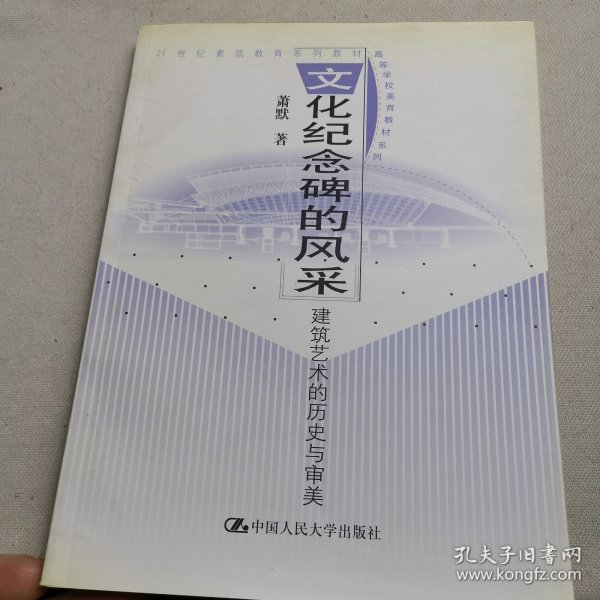 21世纪素质教育系列教材
高等学校美育教材系列
文化纪念碑的风采
萧默 著
建筑艺术的历史与审美
中国人民大学出版社
孔夫子旧书网
www.kongfz.com